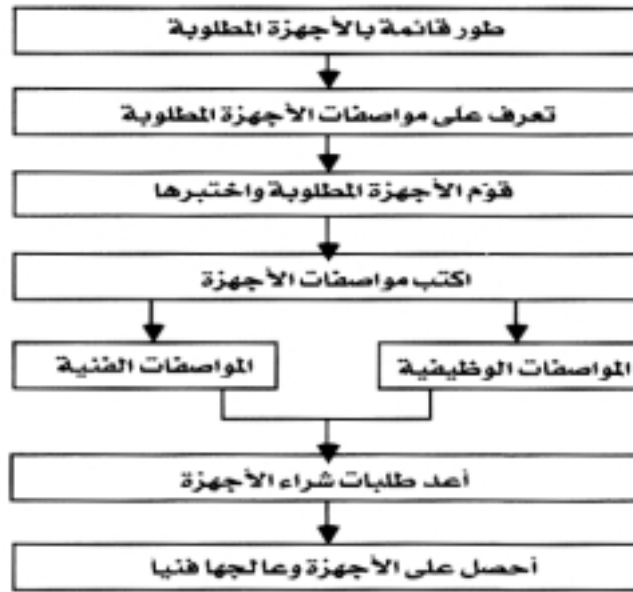 طور قائمة بالأجهزة المطلوبة
تعرف على مواصفات الأجهزة المطلوبة
قوّم الأجهزة المطلوبة واختبرها
اكتب مواصفات الأجهزة
المواصفات الوظيفية
المواصفات الفنية
أعد طلبات شراء الأجهزة
أحصل على الأجهزة وعالجها فنيا